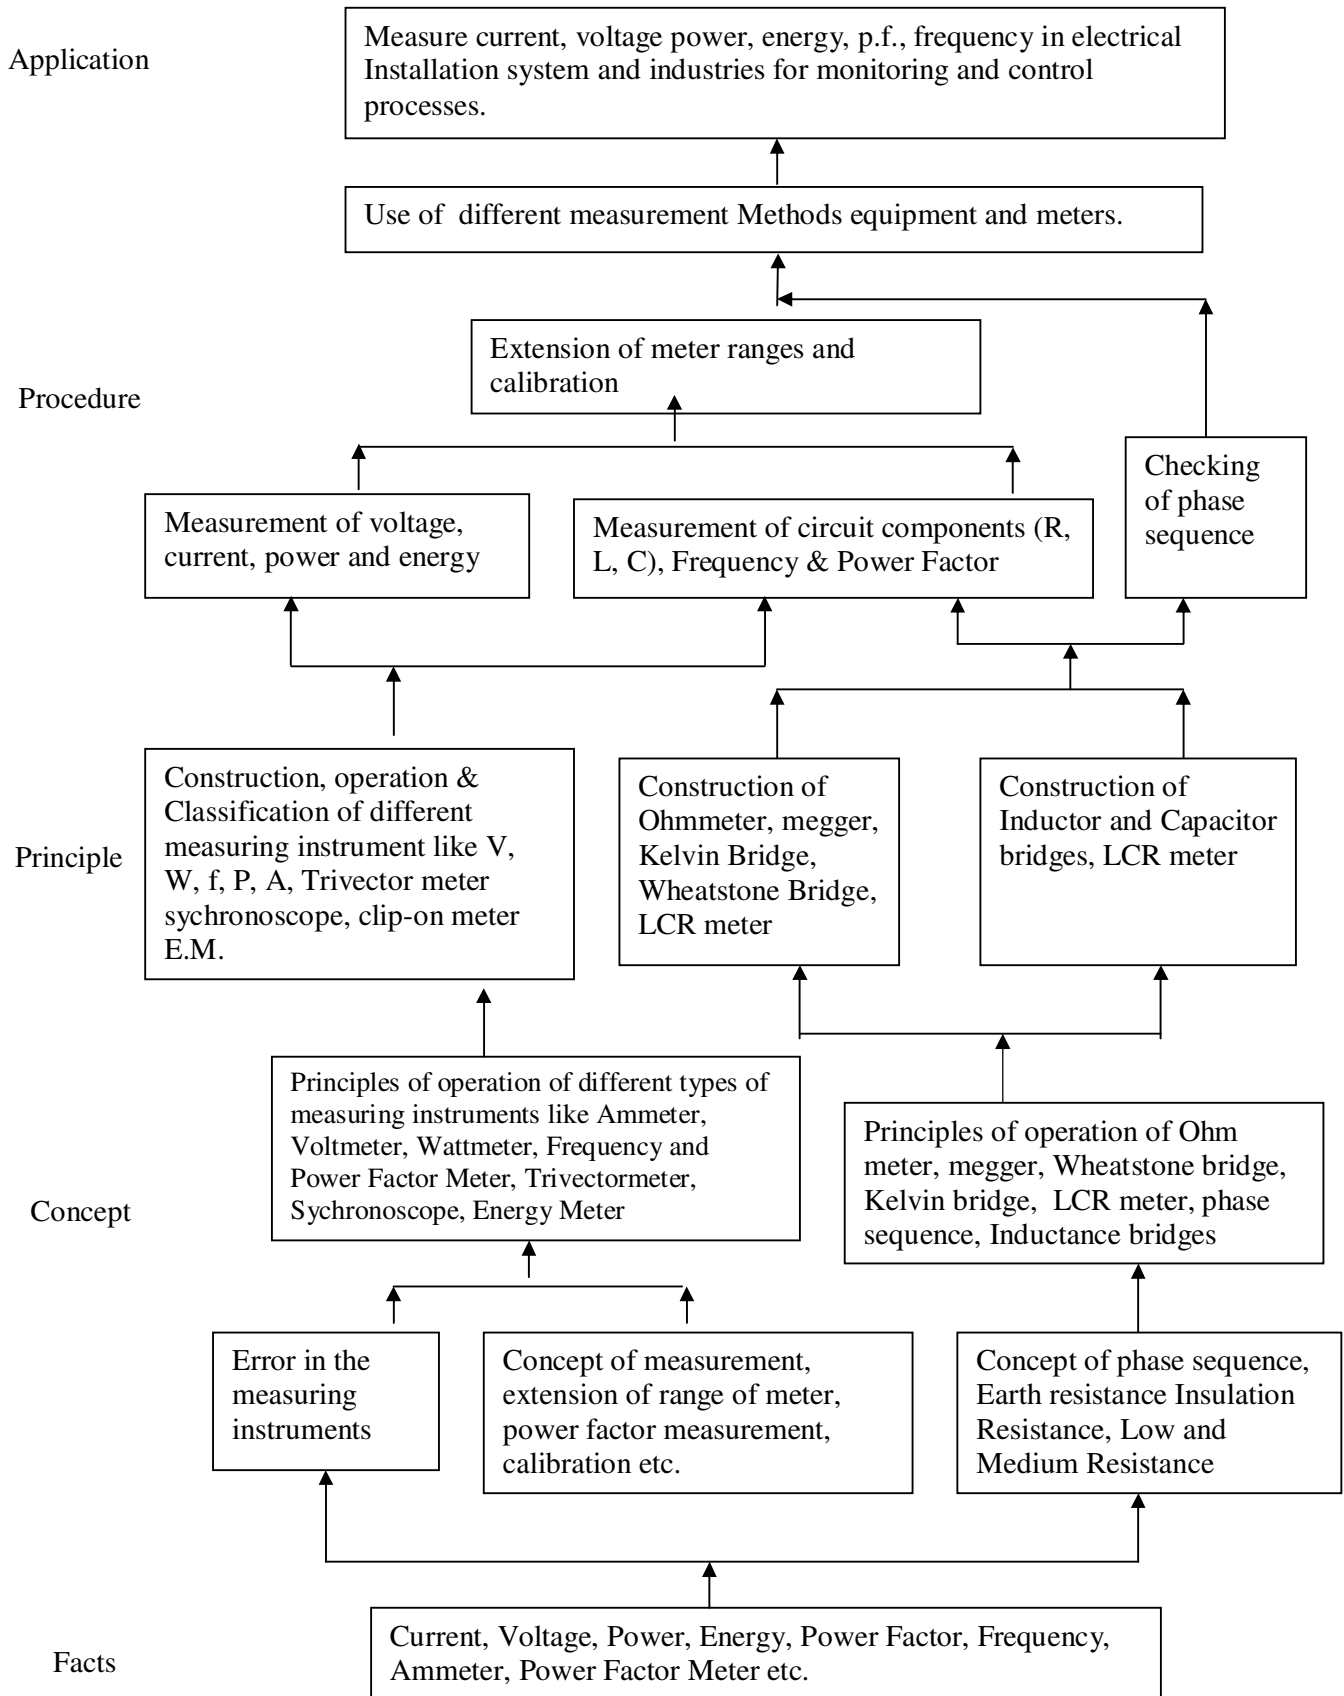 Application
Measure current, voltage power, energy, p.f., frequency in electrical
Installation system and industries for monitoring and control
processes.
Use of  different measurement Methods equipment and meters.
Procedure
Extension of meter ranges and
calibration
Measurement of voltage,
current, power and energy
Measurement of circuit components (R,
L, C), Frequency & Power Factor
Checking
of phase
sequence
Principle
Construction, operation &
Classification of different
measuring instrument like V,
W, f, P, A, Trivector meter
sychronoscope, clip-on meter
E.M.
Construction of
Ohmmeter, megger,
Kelvin Bridge,
Wheatstone Bridge,
LCR meter
Construction of
Inductor and Capacitor
bridges, LCR meter
Concept
Principles of operation of different types of
measuring instruments like Ammeter,
Voltmeter, Wattmeter, Frequency and
Power Factor Meter, Trivectormeter,
Sychronoscope, Energy Meter
Principles of operation of Ohm
meter, megger, Wheatstone bridge,
Kelvin bridge,  LCR meter, phase
sequence, Inductance bridges
Error in the
measuring
instruments
Concept of measurement,
extension of range of meter,
power factor measurement,
calibration etc.
Concept of phase sequence,
Earth resistance Insulation
Resistance, Low and
Medium Resistance
Facts
Current, Voltage, Power, Energy, Power Factor, Frequency,
Ammeter, Power Factor Meter etc.